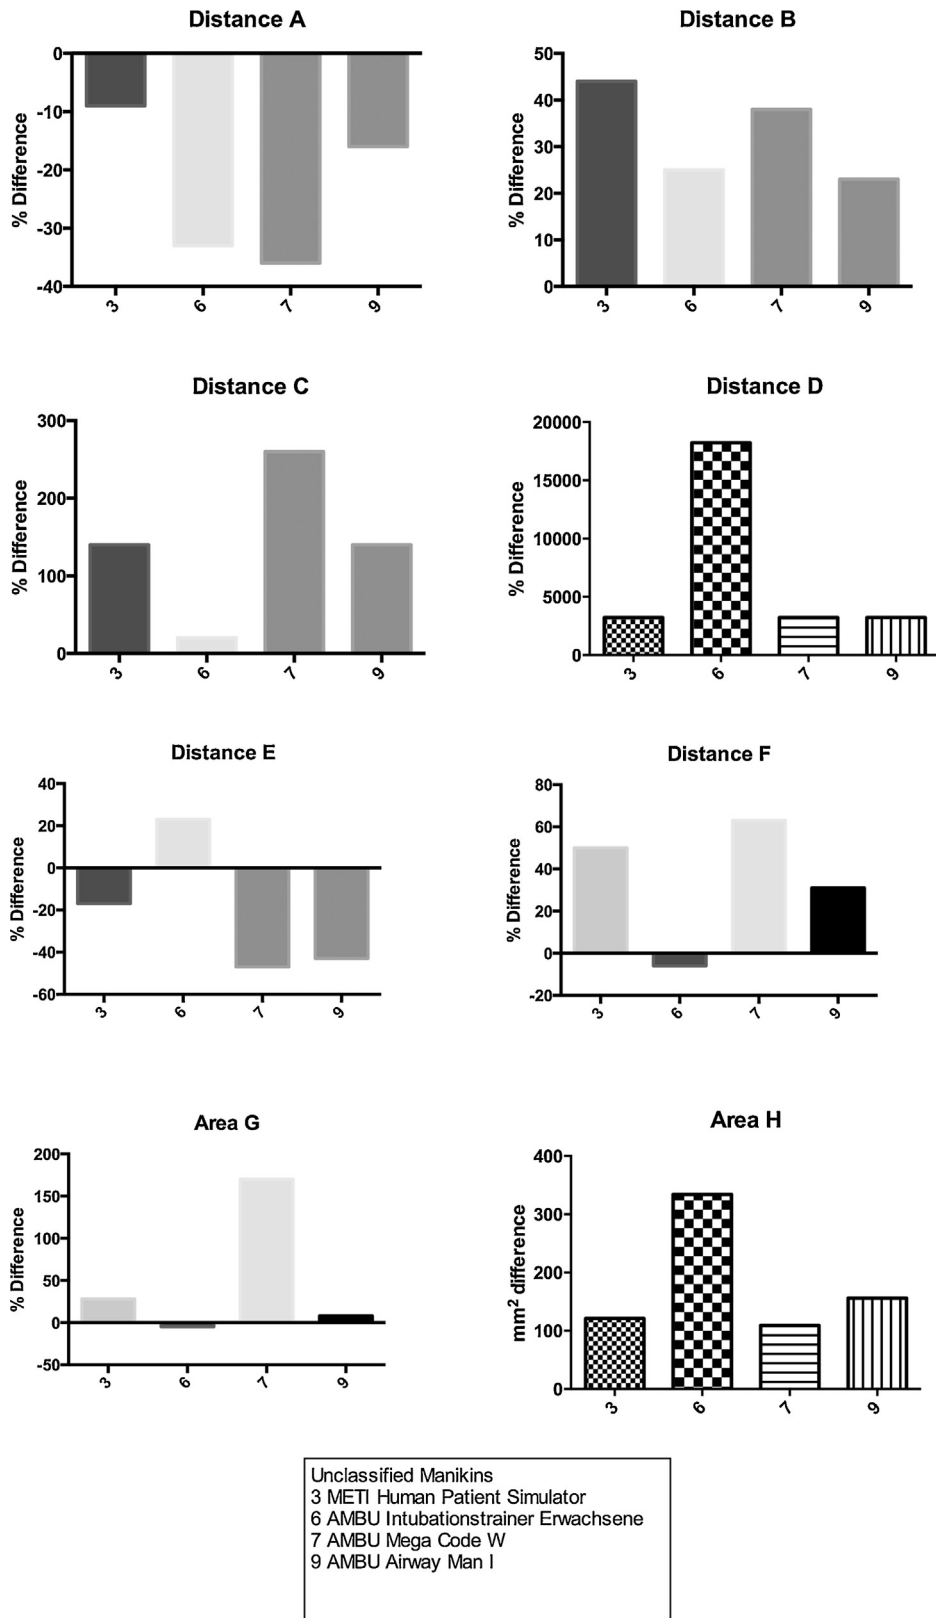 Distance A
% Difference
0
-10
-20
-30
-40
3 6 7 9
Distance B
% Difference
50
40
30
20
10
0
3 6 7 9
Distance C
% Difference
300
200
100
0
3 6 7 9
Distance D
% Difference
20000
15000
10000
5000
0
3 6 7 9
Distance E
% Difference
40
20
0
-20
-40
-60
3 6 7 9
Distance F
% Difference
80
60
40
20
0
-20
3 6 7 9
Area G
% Difference
200
150
100
50
0
-50
3 6 7 9
Area H
mm² difference
400
300
200
100
0
3 6 7 9
Unclassified Manikins
3 METI Human Patient Simulator
6 AMBU Intubationstrainer Erwachsene
7 AMBU Mega Code W
9 AMBU Airway Man I